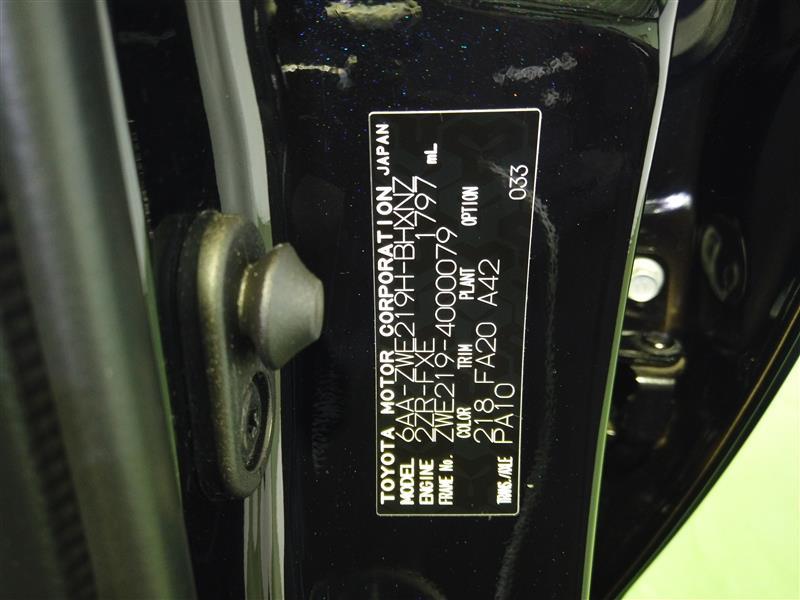 TOYOTA MOTOR CORPORATION JAPAN
MODEL 6AA-ZWE219H-BHXNZ
ENGINE 2ZR-FXE 1797 mL
FRAME No. ZWE219-4000079
COLOR TRIM PLANT OPTION
218 FA20 A42
TRANS./AXLE PA10 033